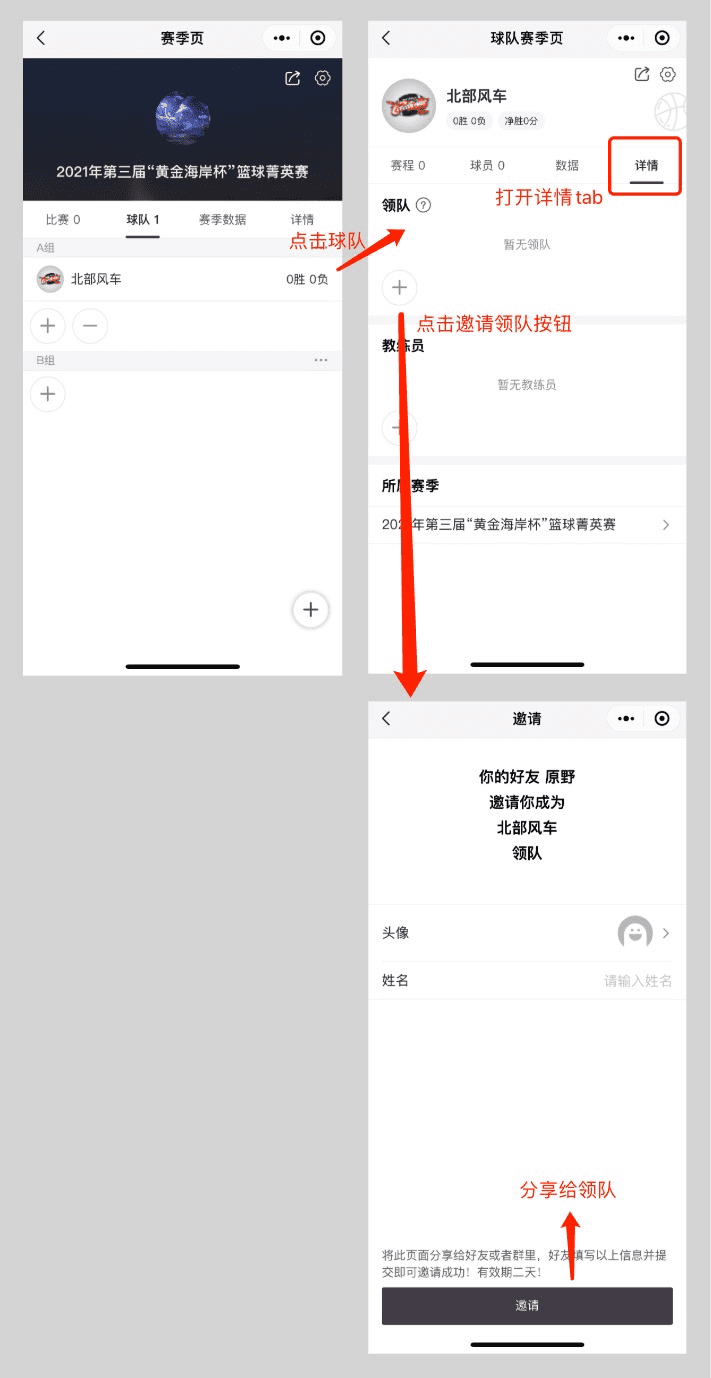 赛季页
2021年第三届“黄金海岸杯”篮球菁英赛
比赛 0 球队 1 赛季数据 详情
A组
北部风车 0胜 0负
B组
点击球队
球队赛季页
北部风车
0胜 0负 净胜0分
赛程 0 球员 0 数据 详情
打开详情tab
领队 ?
暂无领队
点击邀请领队按钮
教练员
暂无教练员
所属赛季
2021年第三届“黄金海岸杯”篮球菁英赛
邀请
你的好友 原野
邀请你成为
北部风车
领队
头像
姓名 请输入姓名
分享给领队
将此页面分享给好友或者群里，好友填写以上信息并提
交即可邀请成功！有效期二天！
邀请